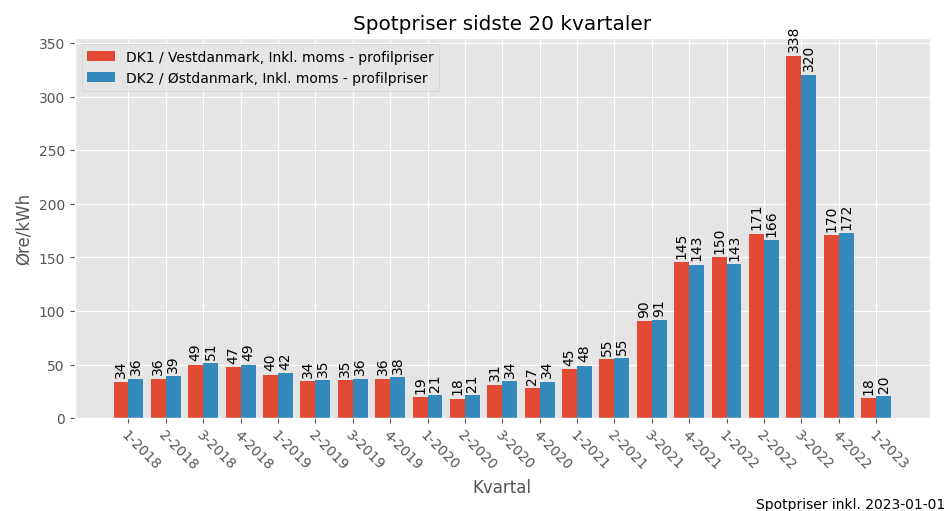 Spotpriser sidste 20 kvartaler
DK1 / Vestdanmark, Inkl. moms - profilpriser
DK2 / Østdanmark, Inkl. moms - profilpriser
Øre/kWh
350
300
250
200
150
100
50
0
34 36 36 39 49 51 47 49 40 42 34 35 35 36 36 38 19 21 18 21 31 34 27 34 45 48 55 55 90 91 145 143 150 143 171 166 338 320 170 172 18 20
1-2018 2-2018 3-2018 4-2018 1-2019 2-2019 3-2019 4-2019 1-2020 2-2020 3-2020 4-2020 1-2021 2-2021 3-2021 4-2021 1-2022 2-2022 3-2022 4-2022 1-2023
Kvartal
Spotpriser inkl. 2023-01-01